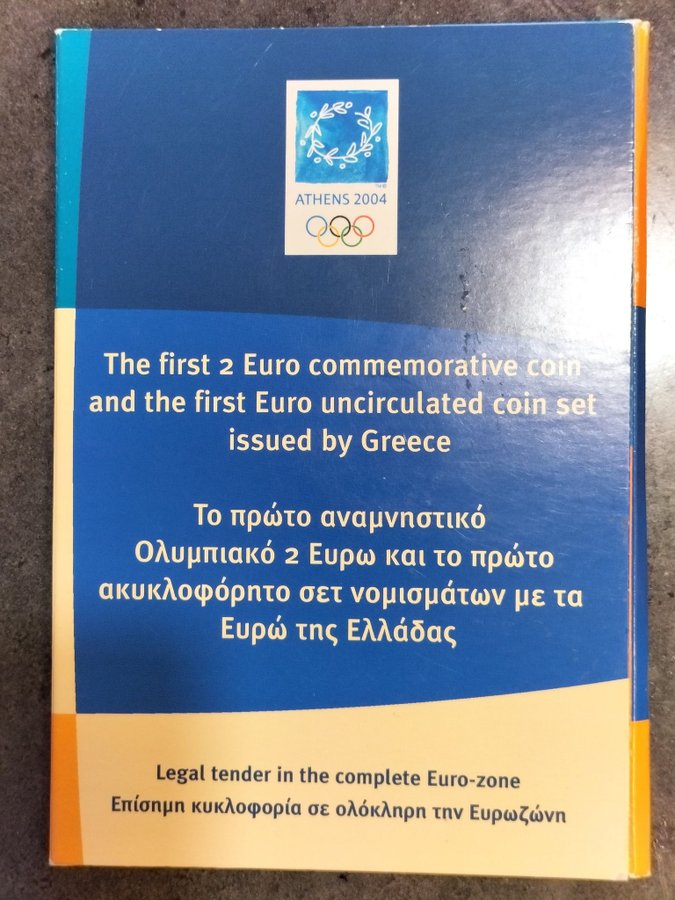 ATHENS 2004
The first 2 Euro commemorative coin
and the first Euro uncirculated coin set
issued by Greece
Το πρώτο αναμνηστικό
Ολυμπιακό 2 Ευρω και το πρώτο
ακυκλοφόρητο σετ νομισμάτων με τα
Ευρώ της Ελλάδας
Legal tender in the complete Euro-zone
Επίσημη κυκλοφορία σε ολόκληρη την Ευρωζώνη